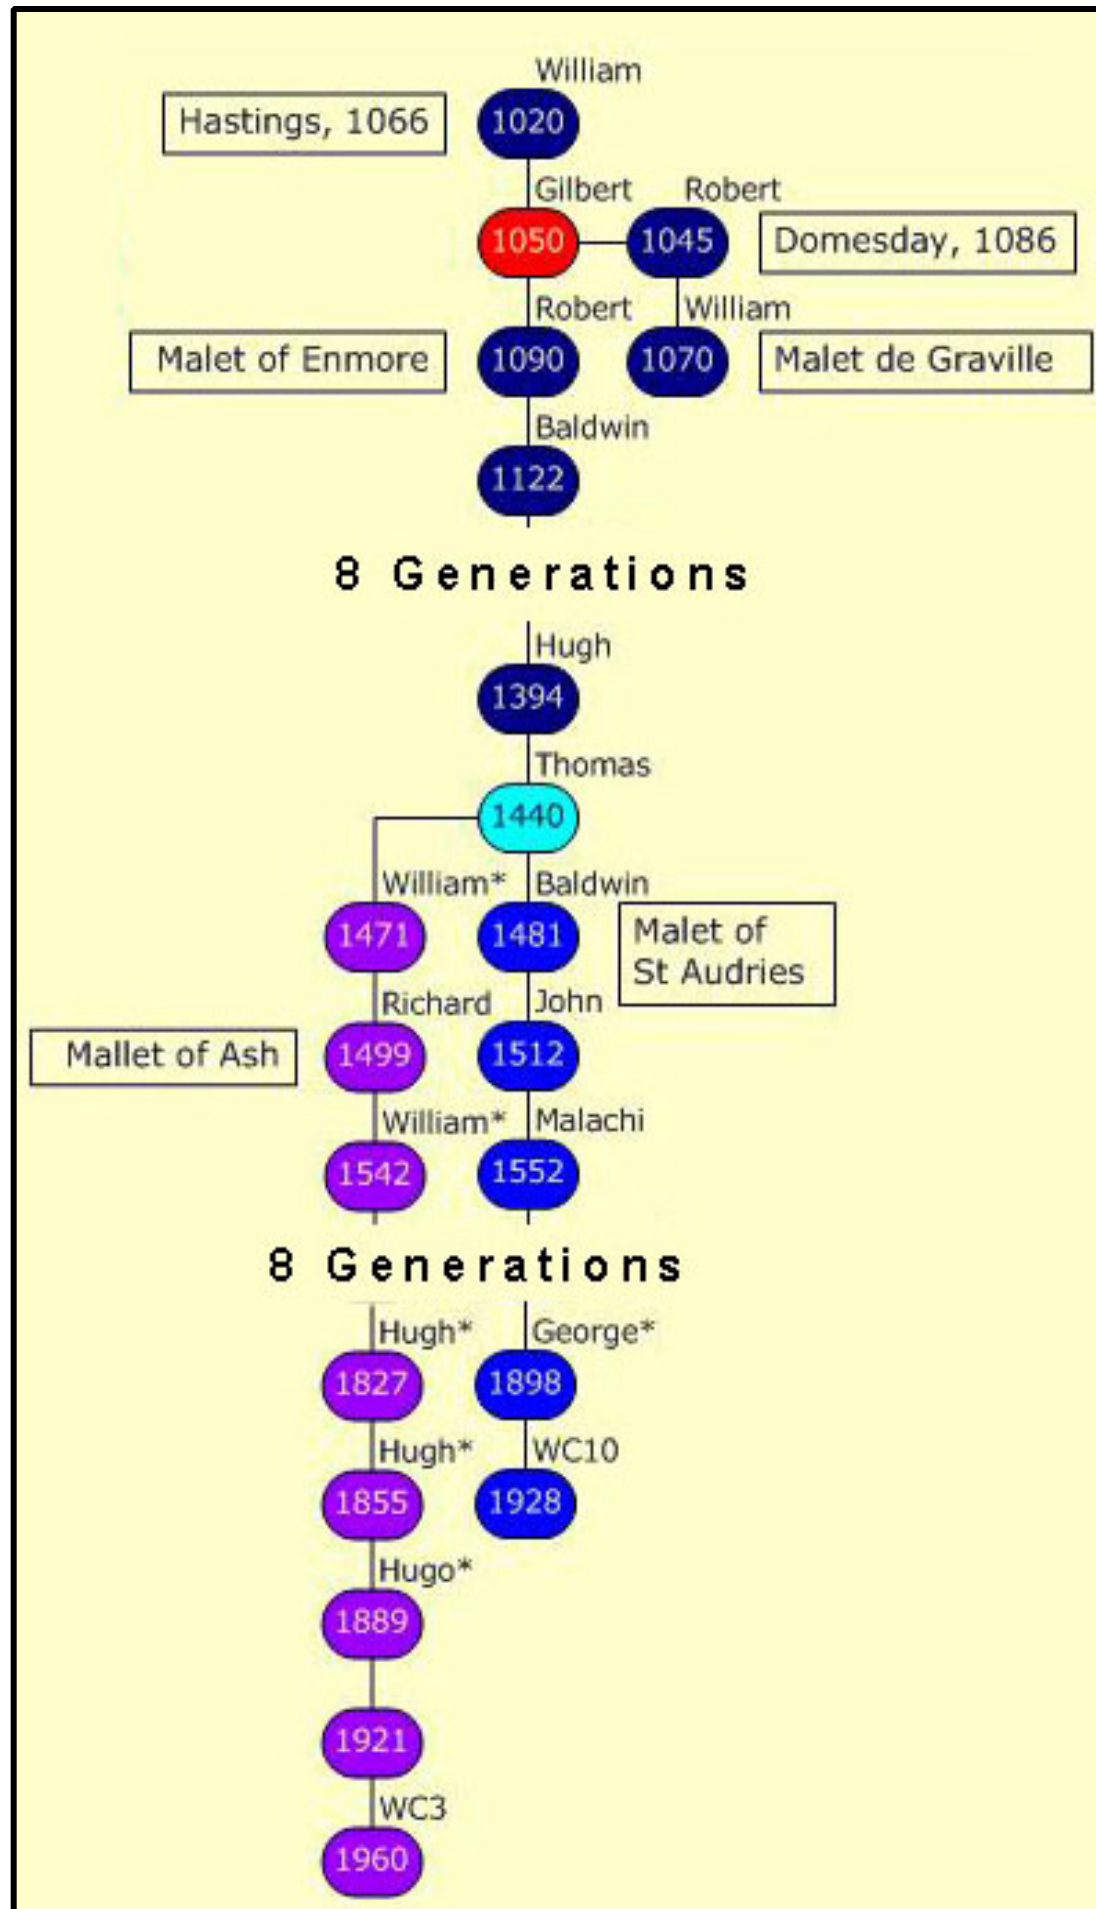 William
Hastings, 1066
1020
Gilbert
Robert
1050
1045
Domesday, 1086
Robert
William
Malet of Enmore
1090
1070
Malet de Graville
Baldwin
1122
8 Generations
Hugh
1394
Thomas
1440
William*
Baldwin
1471
1481
Malet of
St Audries
Richard
John
Mallet of Ash
1499
1512
William*
Malachi
1542
1552
8 Generations
Hugh*
George*
1827
1898
Hugh*
WC10
1855
1928
Hugo*
1889
1921
WC3
1960